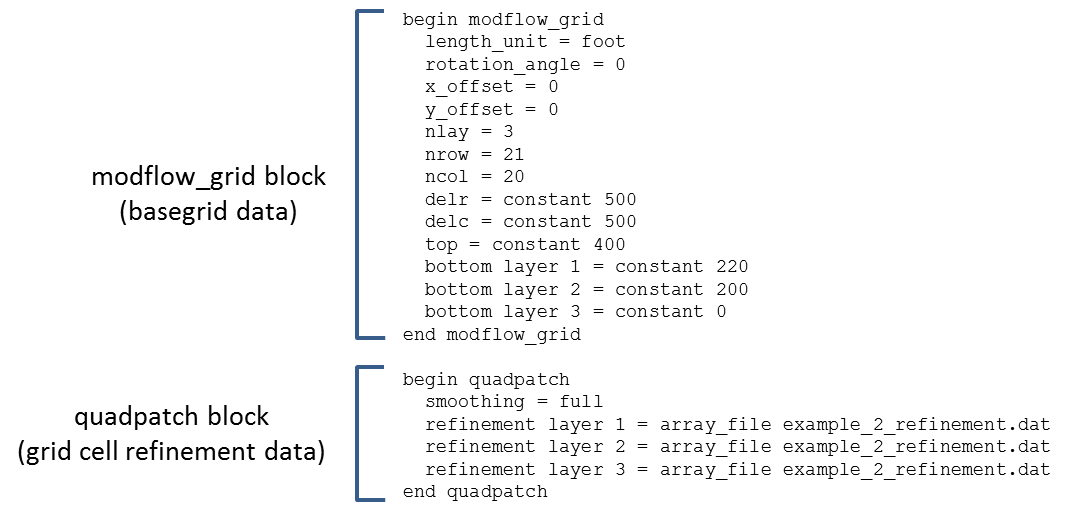 modflow_grid block
(basegrid data)
begin modflow_grid
length_unit = foot
rotation_angle = 0
x_offset = 0
y_offset = 0
nlay = 3
nrow = 21
ncol = 20
delr = constant 500
delc = constant 500
top = constant 400
bottom layer 1 = constant 220
bottom layer 2 = constant 200
bottom layer 3 = constant 0
end modflow_grid
quadpatch block
(grid cell refinement data)
begin quadpatch
smoothing = full
refinement layer 1 = array_file example_2_refinement.dat
refinement layer 2 = array_file example_2_refinement.dat
refinement layer 3 = array_file example_2_refinement.dat
end quadpatch